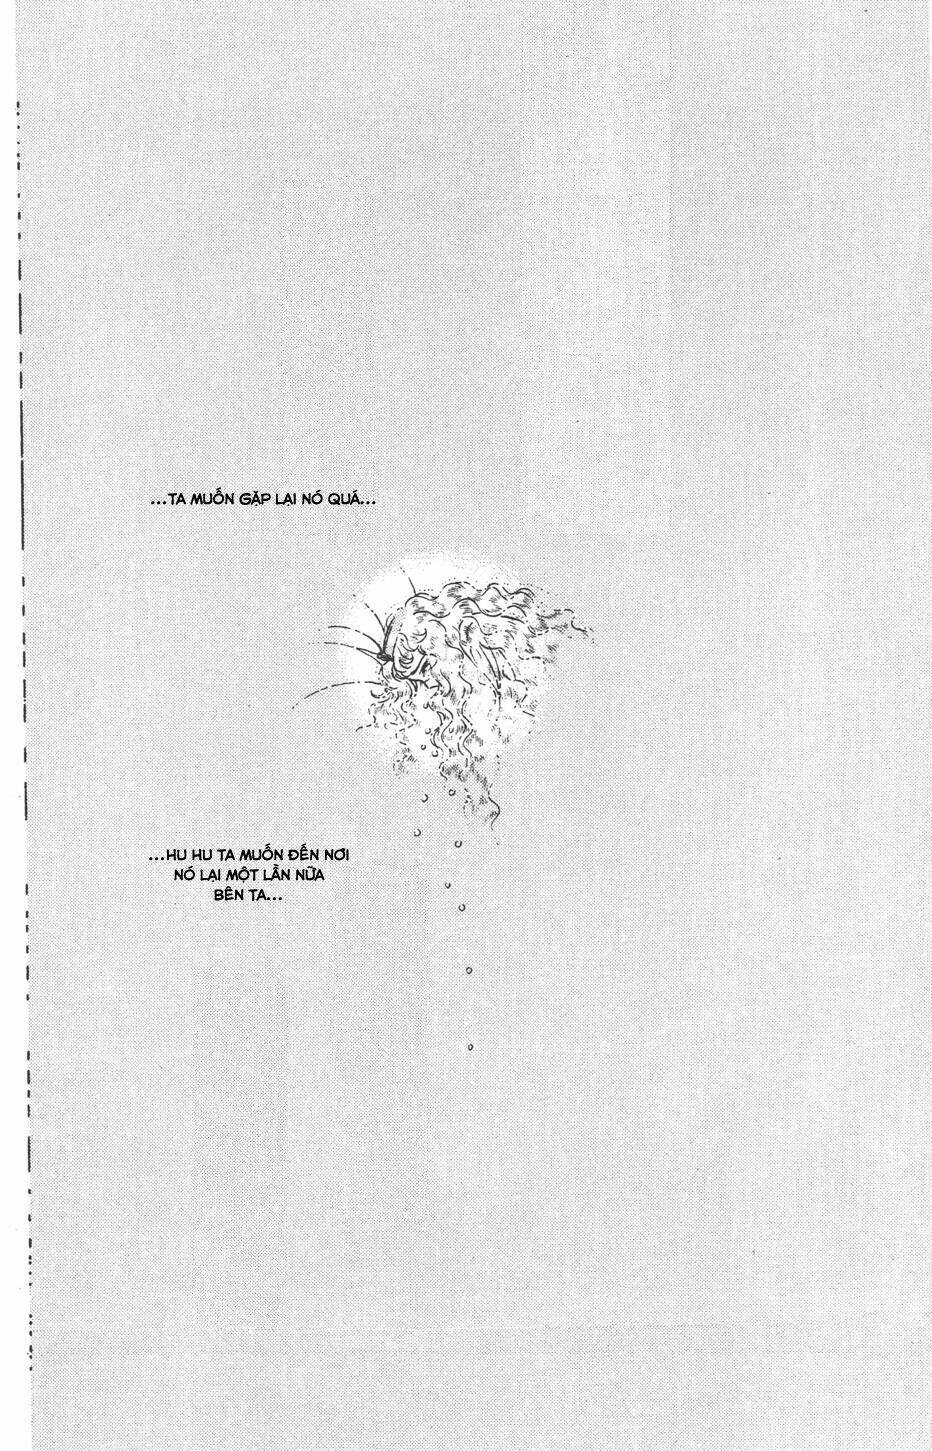 ...TA MUỐN GẶP LẠI NÓ QUÁ...
...HU HU TA MUỐN ĐẾN NƠI
NÓ LẠI MỘT LẦN NỮA
BÊN TA...